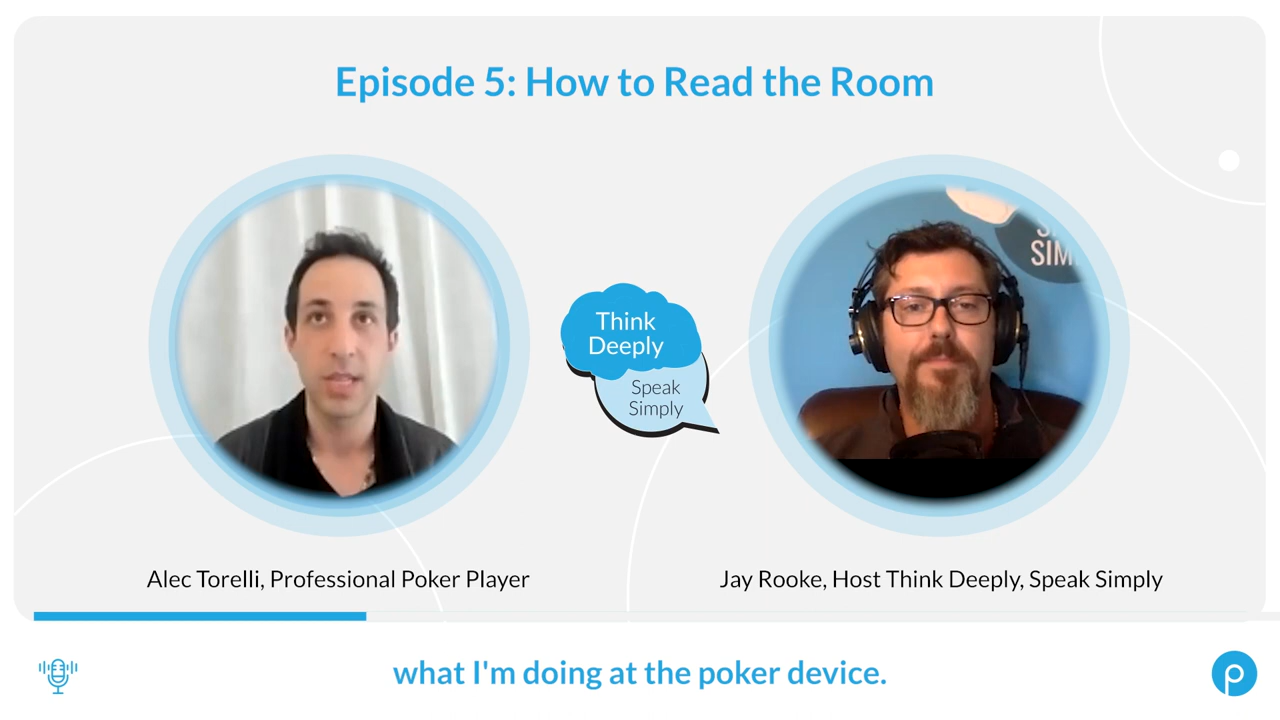 Episode 5: How to Read the Room
Think
Deeply
Speak
Simply
SIM
Alec Torelli, Professional Poker Player
Jay Rooke, Host Think Deeply, Speak Simply
what I'm doing at the poker device.